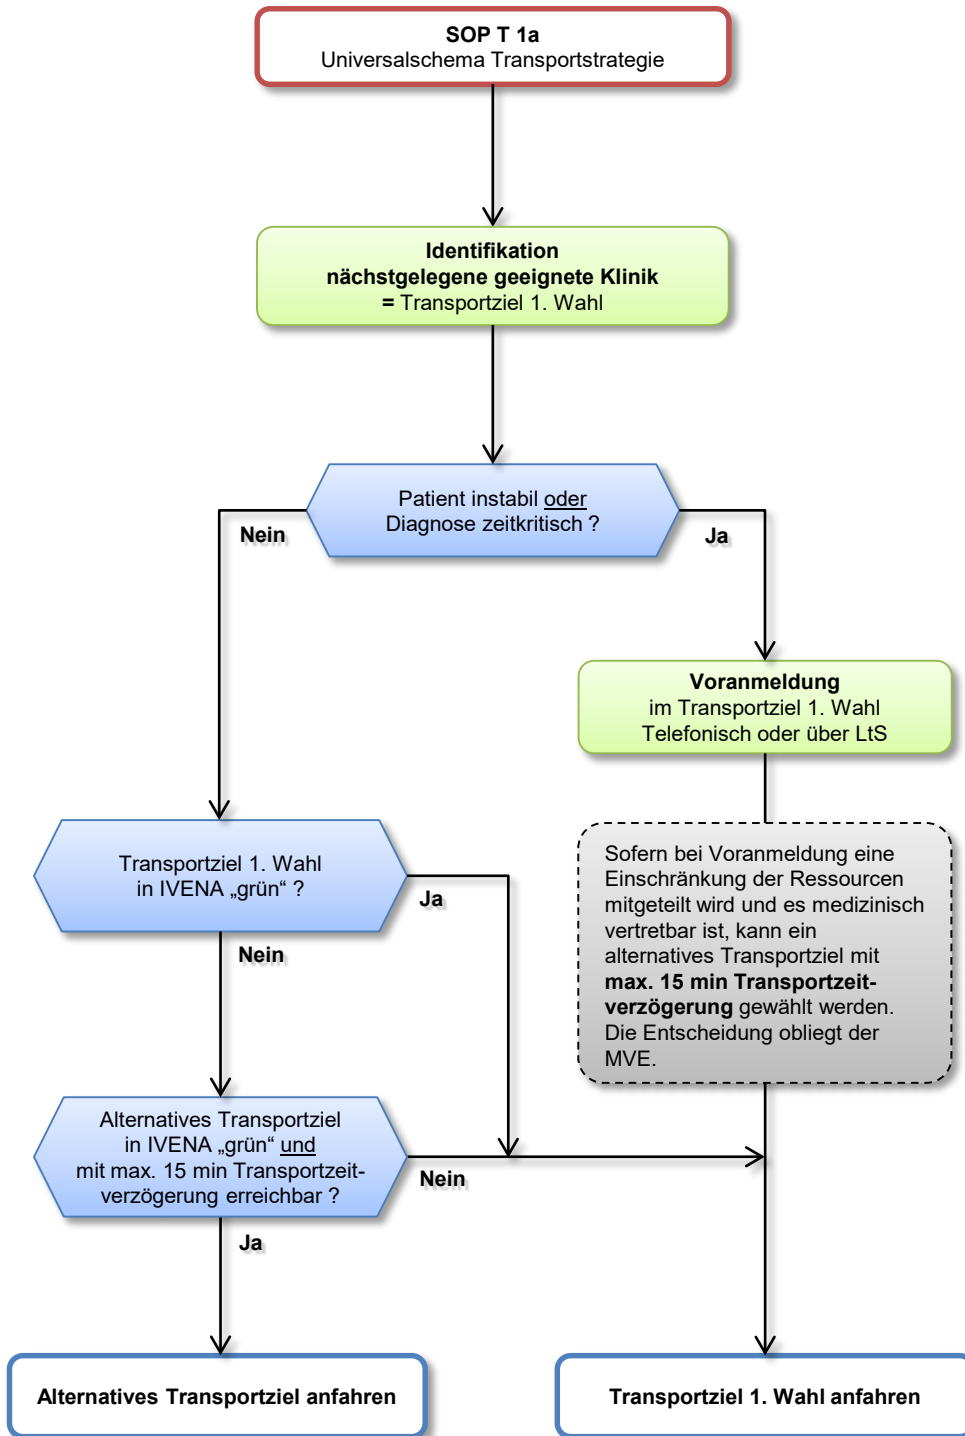 SOP T 1a
Universalschema Transportstrategie
Identifikation
nächstgelegene geeignete Klinik
= Transportziel 1. Wahl
Patient instabil oder
Diagnose zeitkritisch ?
Nein
Ja
Voranmeldung
im Transportziel 1. Wahl
Telefonisch oder über LtS
Transportziel 1. Wahl
in IVENA „grün“ ?
Ja
Nein
Sofern bei Voranmeldung eine
Einschränkung der Ressourcen
mitgeteilt wird und es medizinisch
vertretbar ist, kann ein
alternatives Transportziel mit
max. 15 min Transportzeit-
verzögerung gewählt werden.
Die Entscheidung obliegt der
MVE.
Alternatives Transportziel
in IVENA „grün“ und
mit max. 15 min Transportzeit-
verzögerung erreichbar ?
Nein
Ja
Alternatives Transportziel anfahren
Transportziel 1. Wahl anfahren